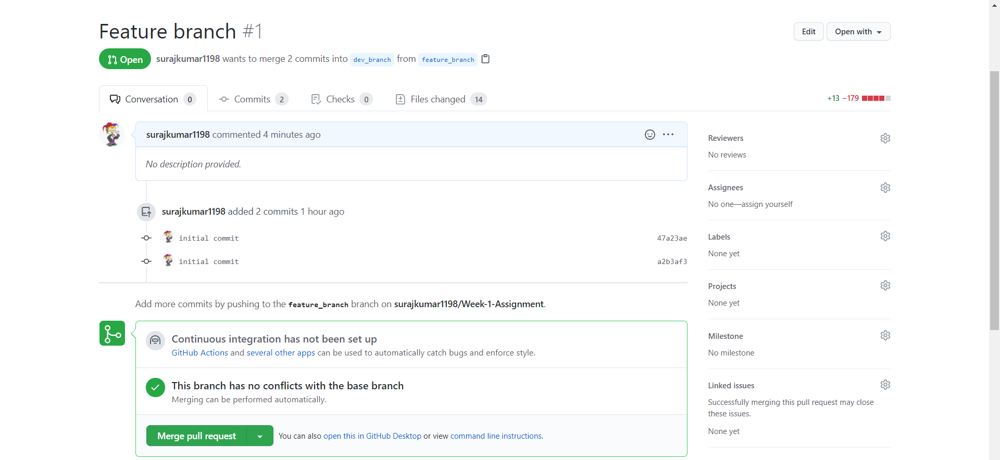 Feature branch #1
Edit
Open with
Open
surajkumar1198 wants to merge 2 commits into dev_branch from feature_branch
Conversation 0
Commits 2
Checks 0
Files changed 14
+13 −179
surajkumar1198 commented 4 minutes ago
No description provided.
surajkumar1198 added 2 commits 1 hour ago
initial commit 47a23ae
initial commit a2b3af3
Add more commits by pushing to the feature_branch branch on surajkumar1198/Week-1-Assignment.
Continuous integration has not been set up
GitHub Actions and several other apps can be used to automatically catch bugs and enforce style.
This branch has no conflicts with the base branch
Merging can be performed automatically.
Merge pull request
You can also open this in GitHub Desktop or view command line instructions.
Reviewers
No reviews
Assignees
No one—assign yourself
Labels
None yet
Projects
None yet
Milestone
No milestone
Linked issues
Successfully merging this pull request may close
these issues.
None yet